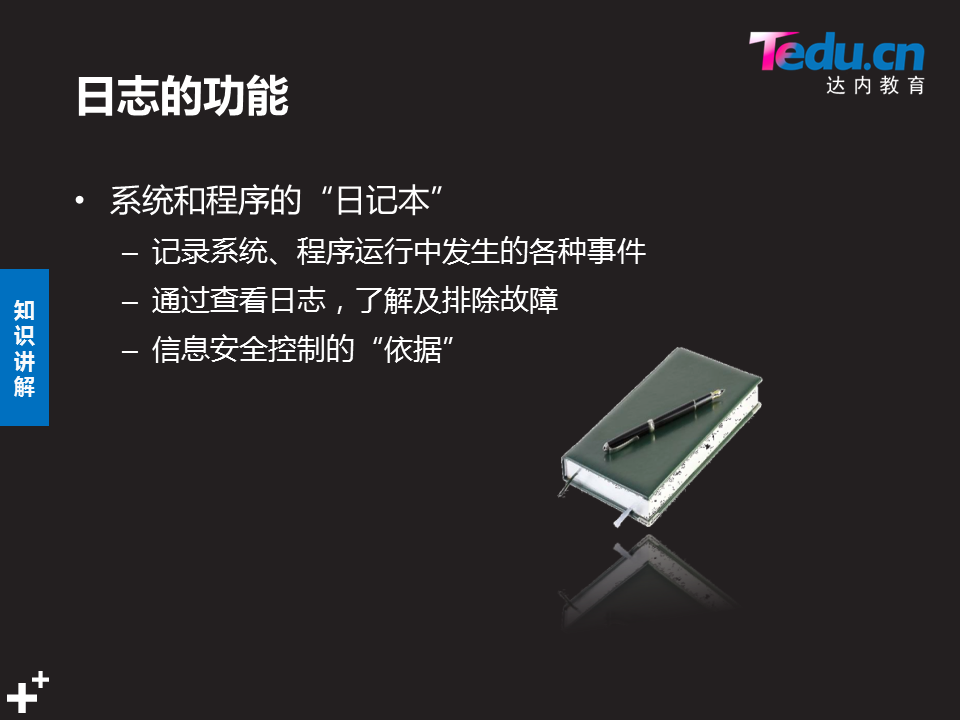 Tedu.cn
达内教育
日志的功能
• 系统和程序的“日记本”
– 记录系统、程序运行中发生的各种事件
– 通过查看日志，了解及排除故障
– 信息安全控制的“依据”
知
识
讲
解